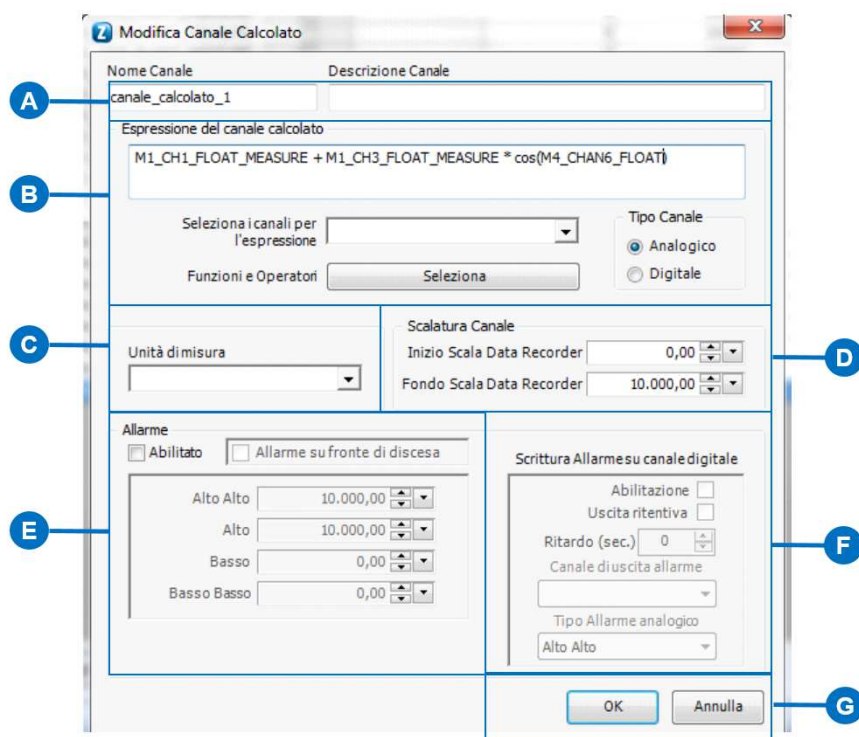 Modifica Canale Calcolato
Nome Canale Descrizione Canale
A canale_calcolato_1
Espressione del canale calcolato
M1_CH1_FLOAT_MEASURE + M1_CH3_FLOAT_MEASURE * cos(M4_CHAN6_FLOAT)
B
Seleziona i canali per
l'espressione
Tipo Canale
Analogico
Digitale
Funzioni e Operatori Seleziona
C
Unità di misura
Scalatura Canale
Inizio Scala Data Recorder 0,00
Fondo Scala Data Recorder 10.000,00
D
Allarme
Abilitato Allarme su fronte di discesa
Alto Alto 10.000,00
Alto 10.000,00
Basso 0,00
Basso Basso 0,00
E
Scrittura Allarme su canale digitale
Abilitazione
Uscita ritentiva
Ritardo (sec.) 0
Canale di uscita allarme
Tipo Allarme analogico
Alto Alto
F
OK Annulla
G